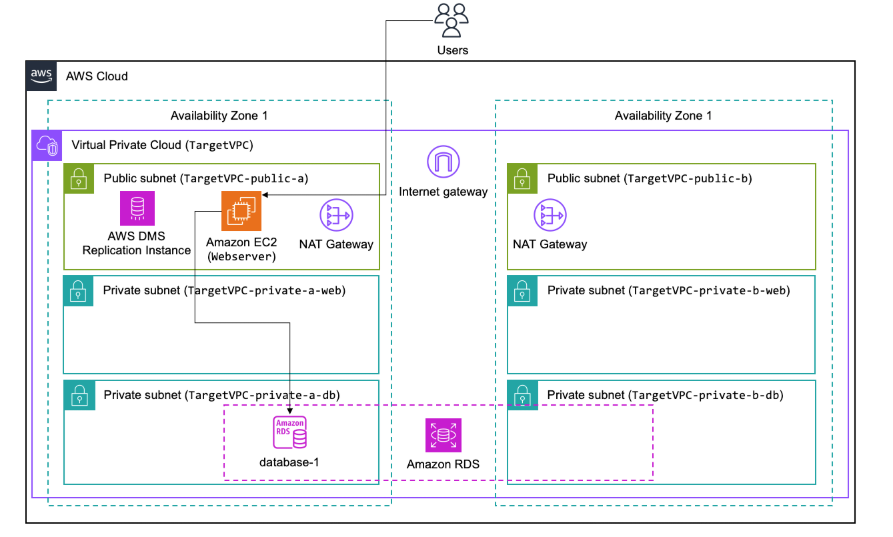 Users
aws
AWS Cloud
Availability Zone 1
Availability Zone 1
Virtual Private Cloud (TargetVPC)
Public subnet (TargetVPC-public-a)
AWS DMS
Replication Instance
Amazon EC2
(Webserver)
NAT Gateway
Internet gateway
Public subnet (TargetVPC-public-b)
NAT Gateway
Private subnet (TargetVPC-private-a-web)
Private subnet (TargetVPC-private-b-web)
Private subnet (TargetVPC-private-a-db)
Private subnet (TargetVPC-private-b-db)
Amazon
RDS
database-1
Amazon RDS